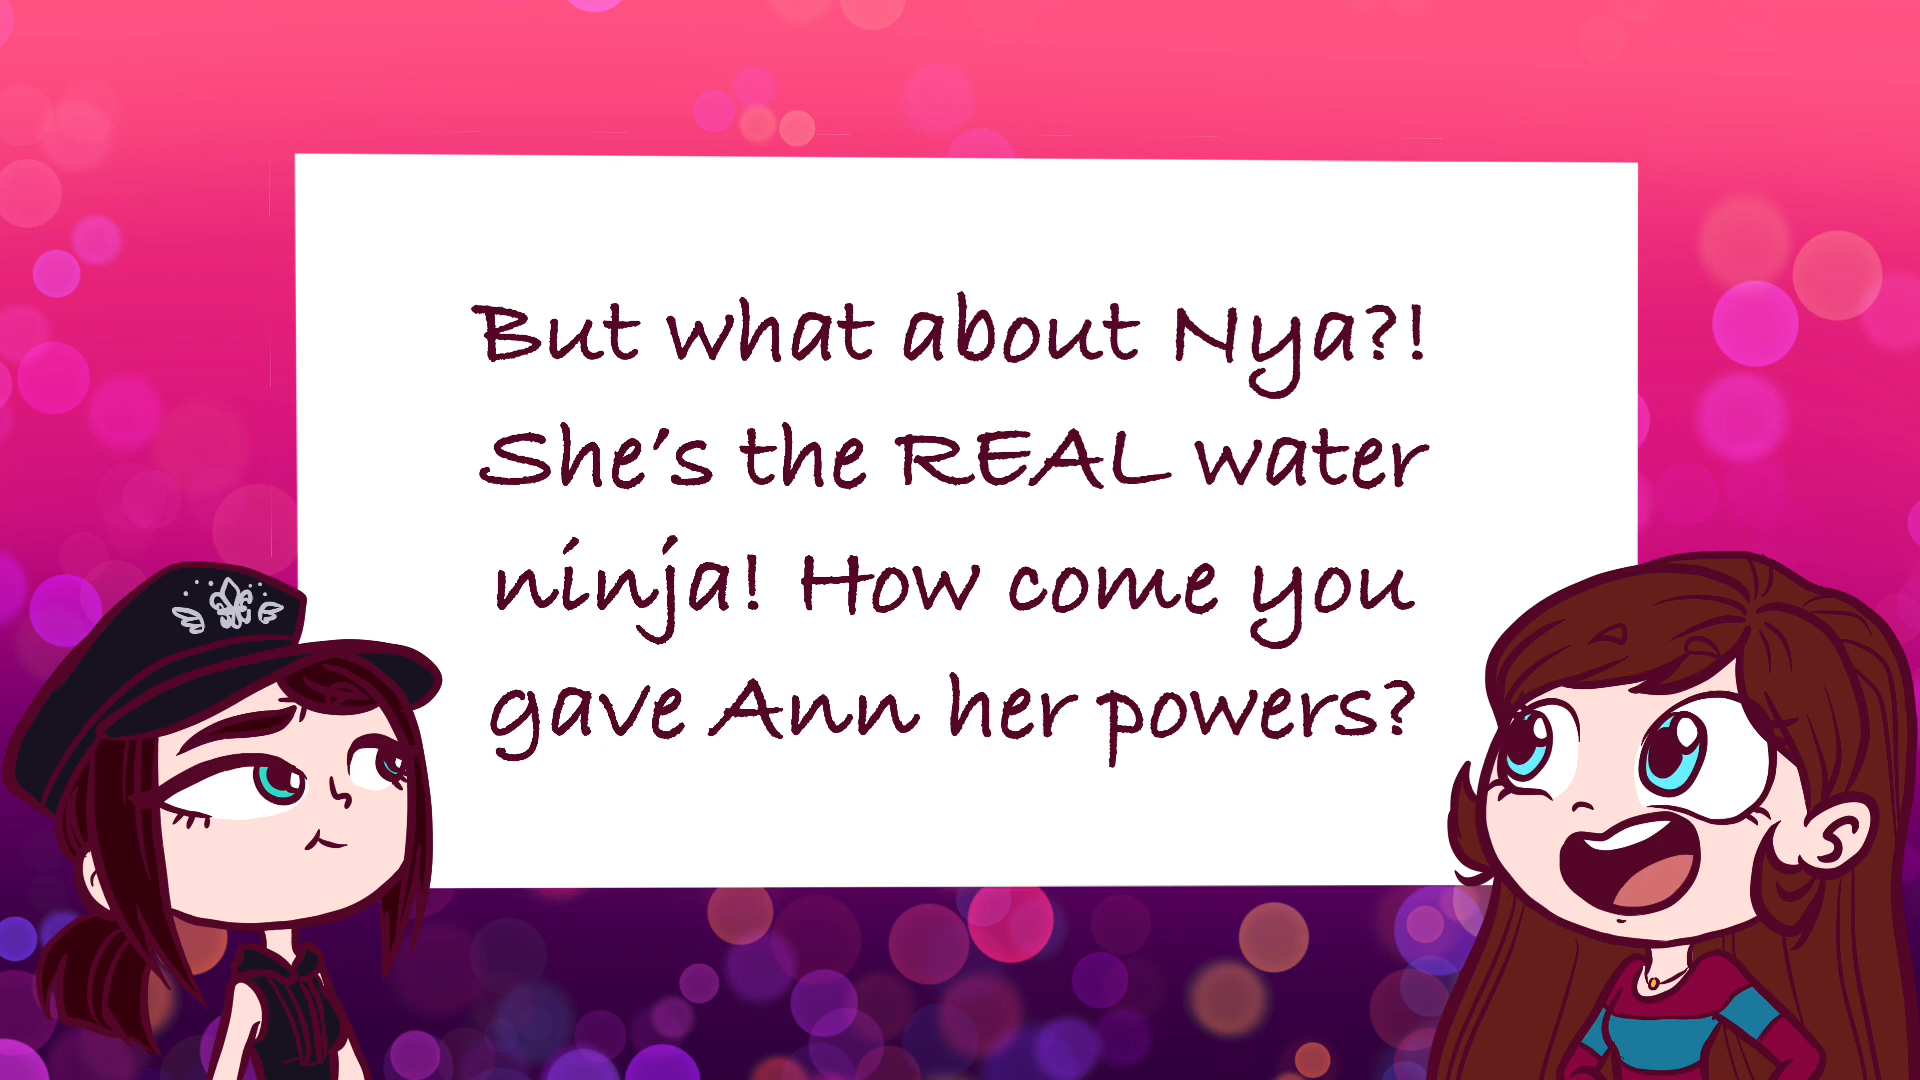 But what about Nya?!
She's the REAL water
ninja! How come you
gave Ann her powers?